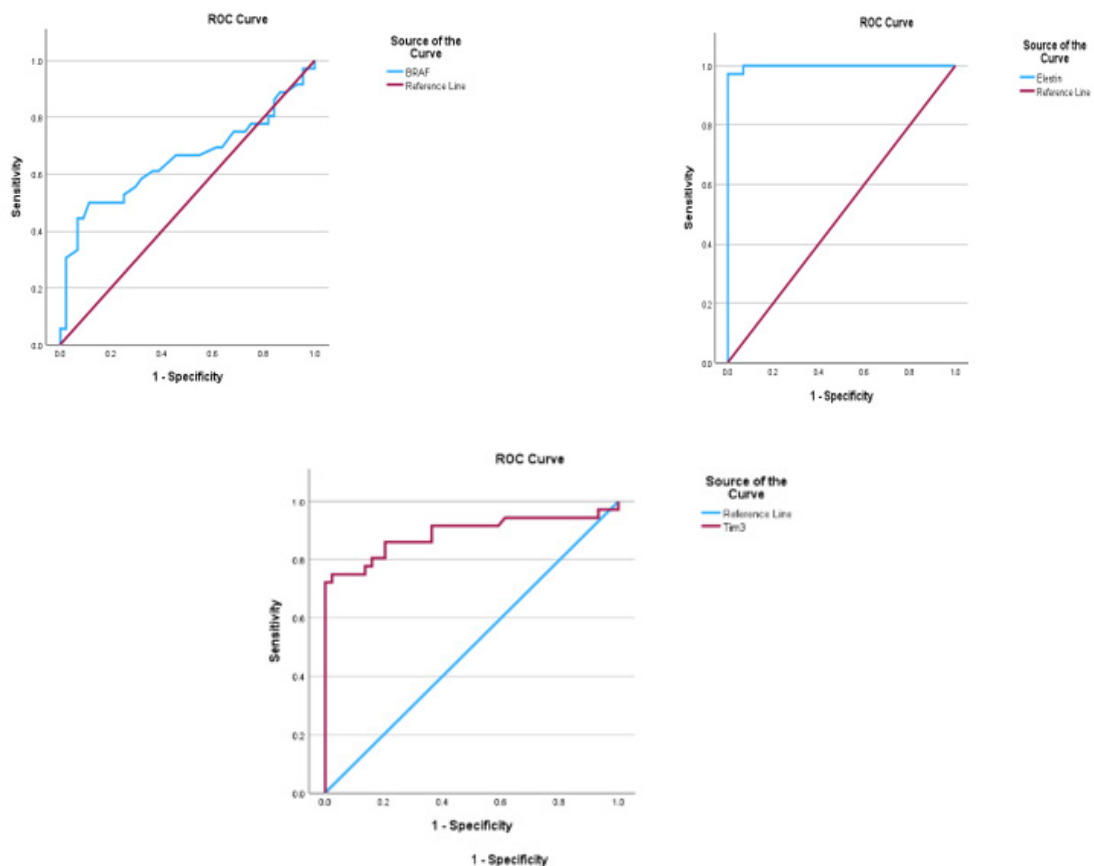 ROC Curve
Source of the
Curve
BRAF
Reference Line
Sensitivity
1.0
0.8
0.6
0.4
0.2
0.0
0.0 0.2 0.4 0.6 0.8 1.0
1 - Specificity
ROC Curve
Source of the
Curve
Elestin
Reference Line
Sensitivity
1.0
0.8
0.6
0.4
0.2
0.0
0.0 0.2 0.4 0.6 0.8 1.0
1 - Specificity
ROC Curve
Source of the
Curve
Reference Line
Tim3
Sensitivity
1.0
0.8
0.6
0.4
0.2
0.0
0.0 0.2 0.4 0.6 0.8 1.0
1 - Specificity
1 - Specificity